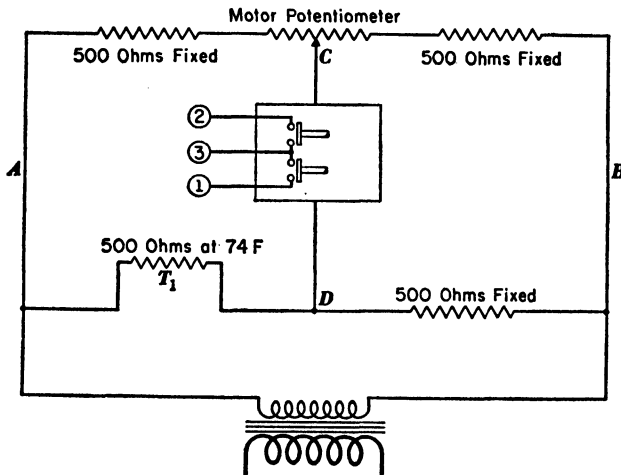 Motor Potentiometer
500 Ohms Fixed
500 Ohms Fixed
C
2
3
1
A
B
500 Ohms at 74 F
T1
D
500 Ohms Fixed